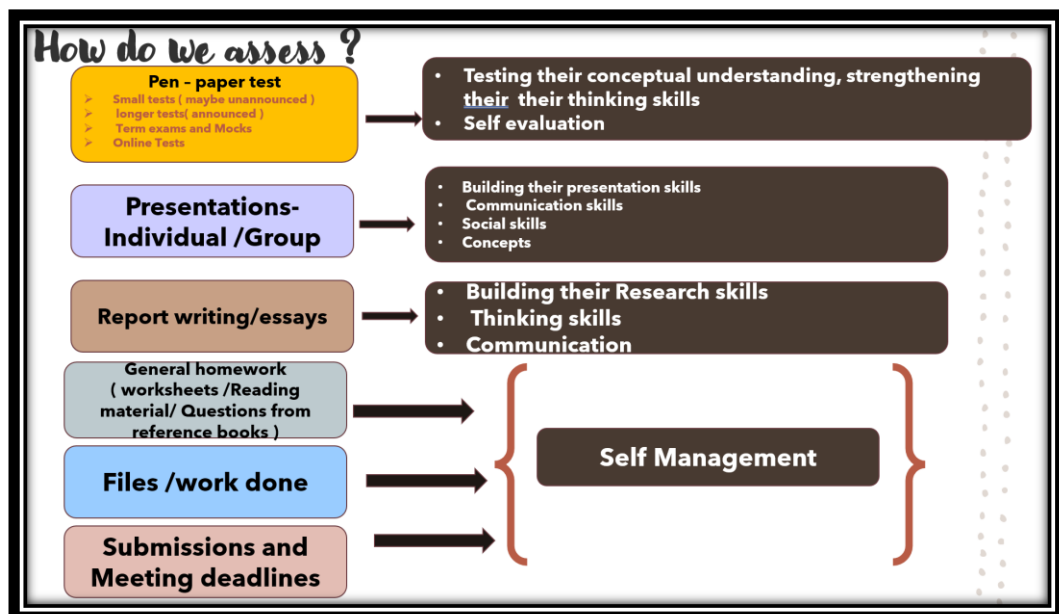 How do we assess ?
Pen – paper test
Small tests ( maybe unannounced )
longer tests( announced )
Term exams and Mocks
Online Tests
Testing their conceptual understanding, strengthening
their their thinking skills
Self evaluation
Presentations-
Individual /Group
Building their presentation skills
Communication skills
Social skills
Concepts
Report writing/essays
Building their Research skills
Thinking skills
Communication
General homework
( worksheets /Reading
material/ Questions from
reference books )
Files /work done
Submissions and
Meeting deadlines
Self Management